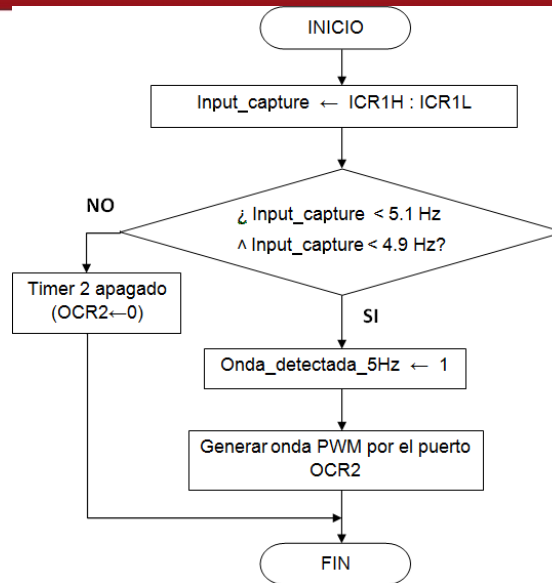 INICIO
Input_capture ← ICR1H : ICR1L
NO
¿ Input_capture < 5.1 Hz
^ Input_capture < 4.9 Hz?
Timer 2 apagado
(OCR2←0)
SI
Onda_detectada_5Hz ← 1
Generar onda PWM por el puerto
OCR2
FIN